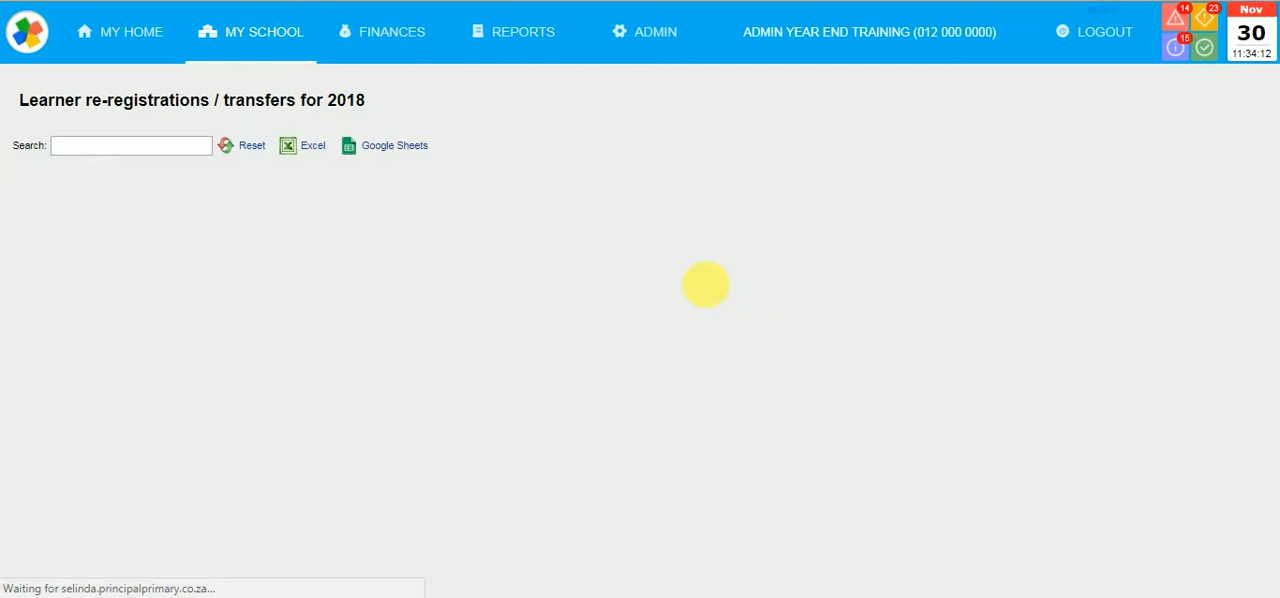 MY HOME MY SCHOOL FINANCES REPORTS ADMIN ADMIN YEAR END TRAINING (012 000 0000) LOGOUT
14 23
15
Nov
30
11:34:12
Learner re-registrations / transfers for 2018
Search: Reset Excel Google Sheets
Waiting for selinda.principalprimary.co.za...